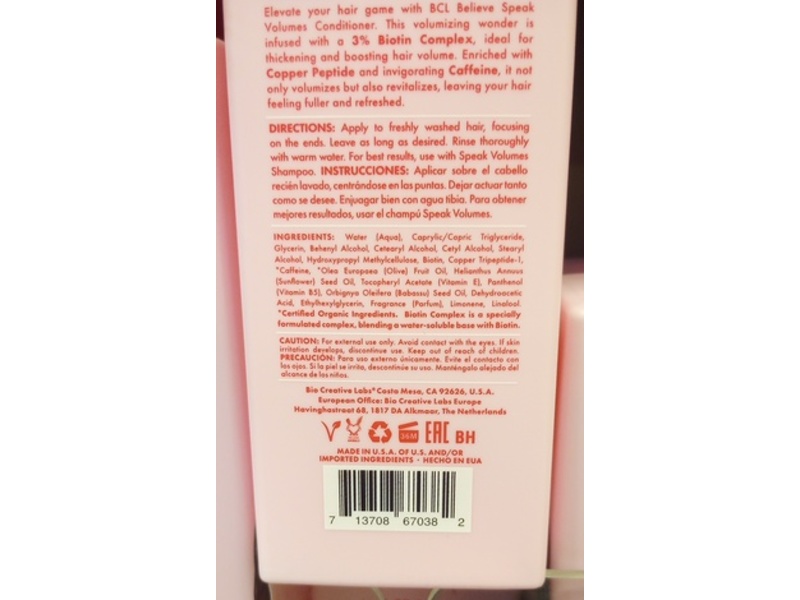 Elevate your hair game with BCL Believe Speak
Volumes Conditioner. This volumizing wonder is
infused with a 3% Biotin Complex, ideal for
thickening and boosting hair volume. Enriched with
Copper Peptide and invigorating Caffeine, it not
only volumizes but also revitalizes, leaving your hair
feeling fuller and refreshed.
DIRECTIONS: Apply to freshly washed hair, focusing
on the ends. Leave as long as desired. Rinse thoroughly
with warm water. For best results, use with Speak Volumes
Shampoo. INSTRUCCIONES: Aplicar sobre el cabello
recién lavado, centrándose en las puntas. Dejar actuar tanto
como se desee. Enjuagar bien con agua tibia. Para obtener
mejores resultados, usar el champú Speak Volumes.
INGREDIENTS: Water (Aqua), Caprylic/Capric Triglyceride,
Glycerin, Behenyl Alcohol, Cetearyl Alcohol, Cetyl Alcohol, Stearyl
Alcohol, Hydroxypropyl Methylcellulose, Biotin, Copper Tripeptide-1,
*Caffeine, *Olea Europaea (Olive) Fruit Oil, Helianthus Annuus
(Sunflower) Seed Oil, Tocopheryl Acetate (Vitamin E), Panthenol
(Vitamin B5), Orbignya Oleifera (Babassu) Seed Oil, Dehydroacetic
Acid, Ethylhexylglycerin, Fragrance (Parfum), Limonene, Linalool.
*Certified Organic Ingredients. Biotin Complex is a specially
formulated complex, blending a water-soluble base with Biotin.
CAUTION: For external use only. Avoid contact with the eyes. If skin
irritation develops, discontinue use. Keep out of reach of children.
PRECAUCIÓN: Para uso externo únicamente. Evite el contacto con
los ojos. Si la piel se irrita, descontinúe su uso. Manténgalo alejado del
alcance de los niños.
Bio Creative Labs® Costa Mesa, CA 92626, U.S.A.
European Office: Bio Creative Labs Europe
Havinghastraat 68, 1817 DA Alkmaar, The Netherlands
36M EAC BH
MADE IN U.S.A. OF U.S. AND/OR
IMPORTED INGREDIENTS · HECHO EN EUA
7 13708 67038 2